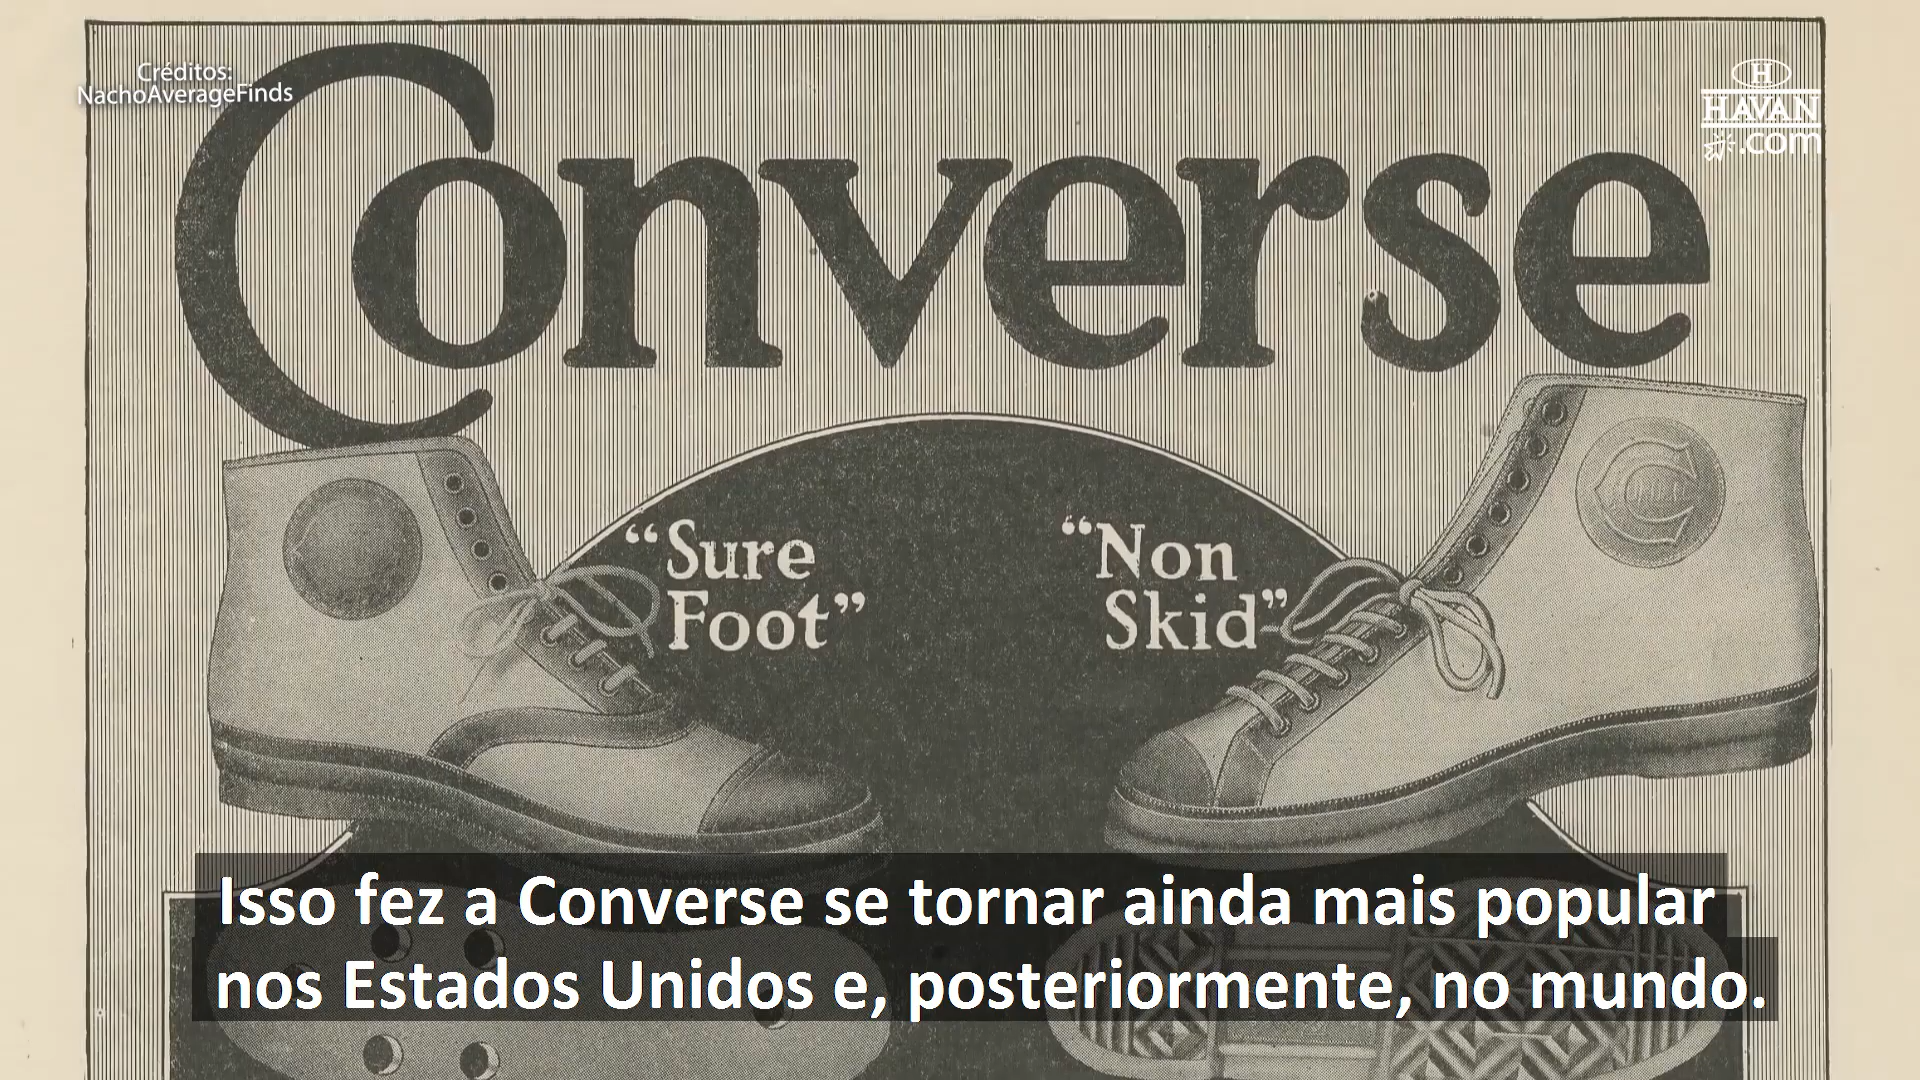 Créditos:
NachoAverageFinds
H
HAVAN
.com
Converse
“Sure
Foot”
“Non
Skid”
Isso fez a Converse se tornar ainda mais popular
nos Estados Unidos e, posteriormente, no mundo.